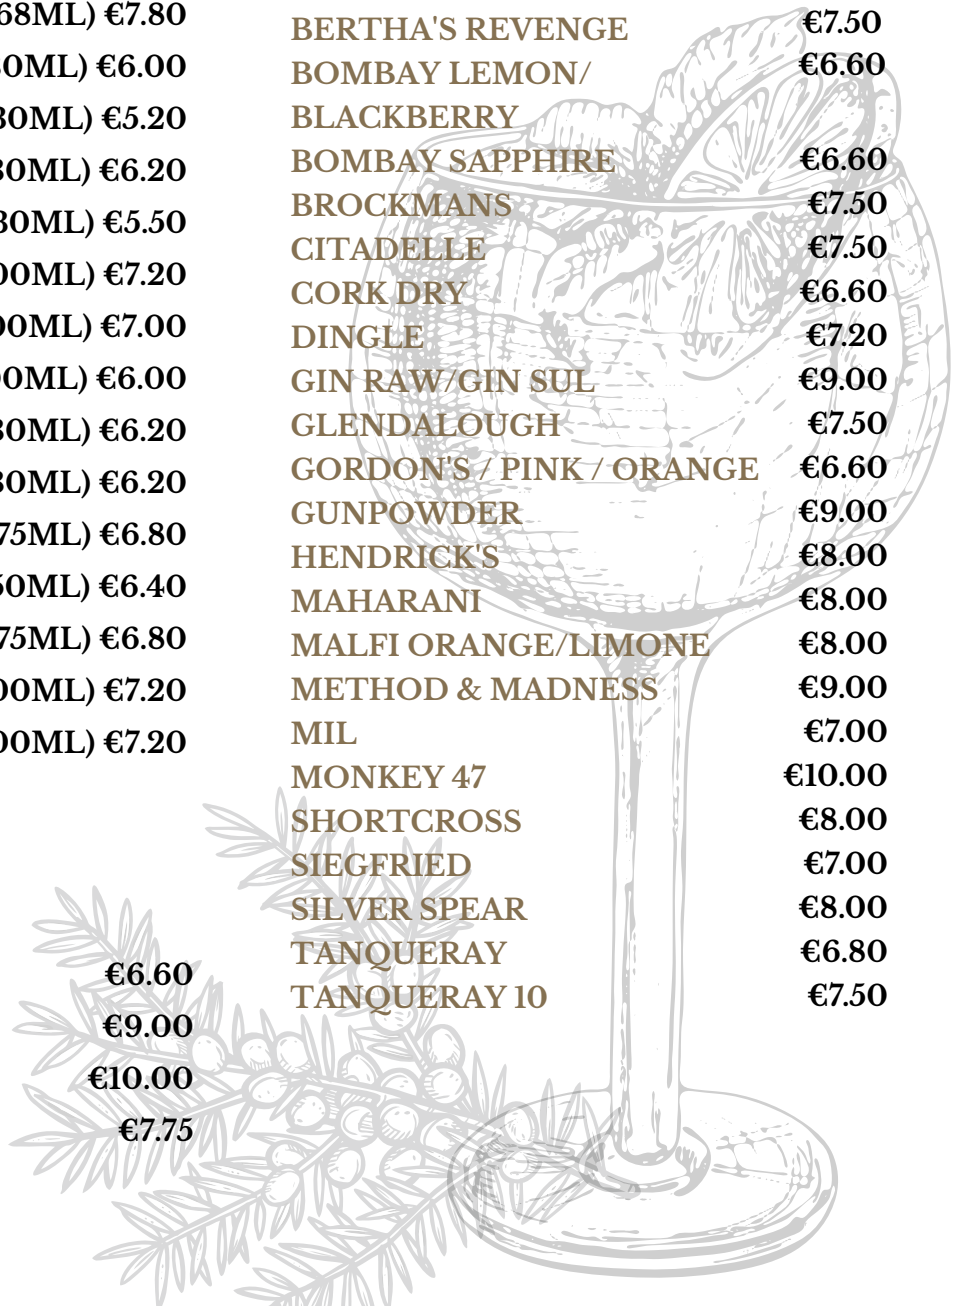 68ML) €7.80
0ML) €6.00
30ML) €5.20
30ML) €6.20
30ML) €5.50
00ML) €7.20
00ML) €7.00
00ML) €6.00
30ML) €6.20
30ML) €6.20
75ML) €6.80
50ML) €6.40
75ML) €6.80
00ML) €7.20
00ML) €7.20
€6.60
€9.00
€10.00
€7.75
BERTHA'S REVENGE €7.50
BOMBAY LEMON/ €6.60
BLACKBERRY
BOMBAY SAPPHIRE €6.60
BROCKMANS €7.50
CITADELLE €7.50
CORK DRY €6.60
DINGLE €7.20
GIN RAW/GIN SUL €9.00
GLENDALOUGH €7.50
GORDON'S / PINK / ORANGE €6.60
GUNPOWDER €9.00
HENDRICK'S €8.00
MAHARANI €8.00
MALFI ORANGE/LIMONE €8.00
METHOD & MADNESS €9.00
MIL €7.00
MONKEY 47 €10.00
SHORTCROSS €8.00
SIEGFRIED €7.00
SILVER SPEAR €8.00
TANQUERAY €6.80
TANQUERAY 10 €7.50